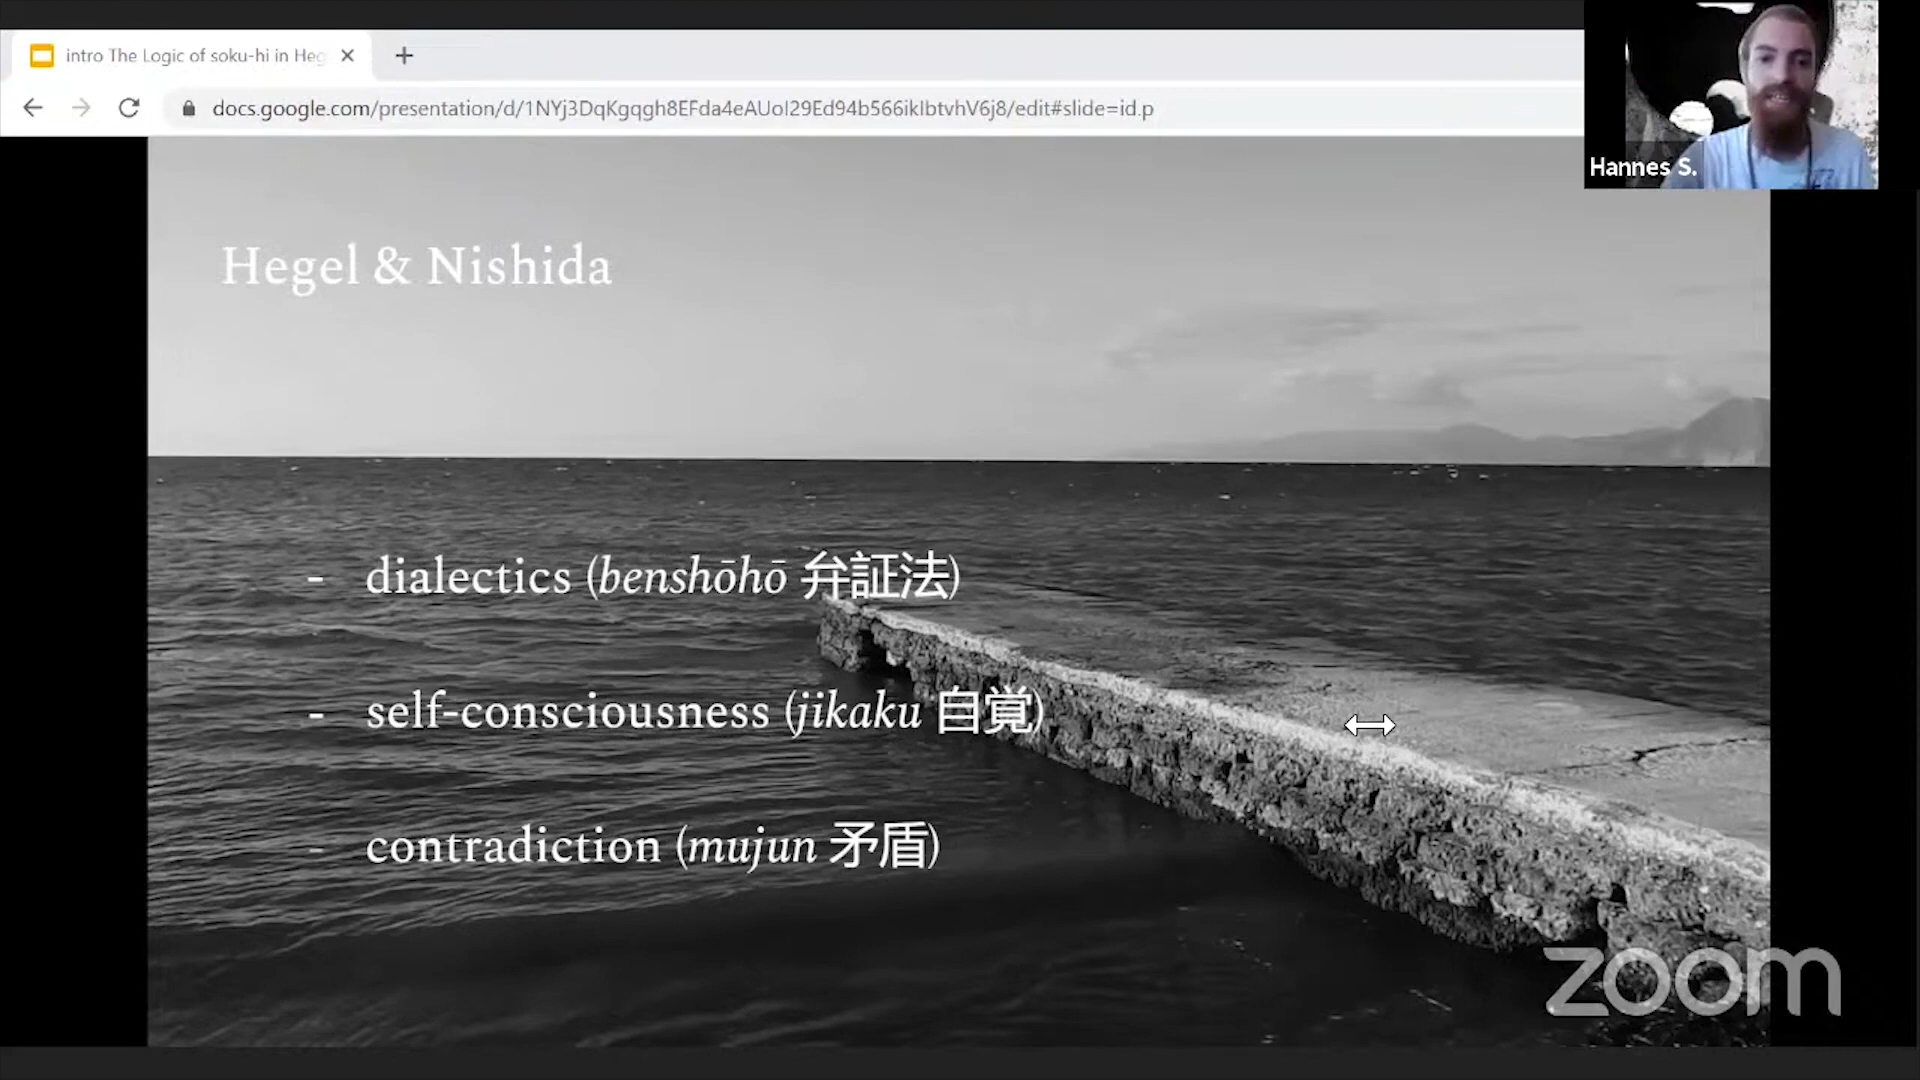 intro The Logic of soku-hi in Heg
docs.google.com/presentation/d/1NYj3DqKgqgh8EFda4eAUoI29Ed94b566ikIbtvhV6j8/edit#slide=id.p
Hannes S.
Hegel & Nishida
- dialectics (benshōhō 弁証法)
- self-consciousness (jikaku 自覚)
- contradiction (mujun 矛盾)
zoom